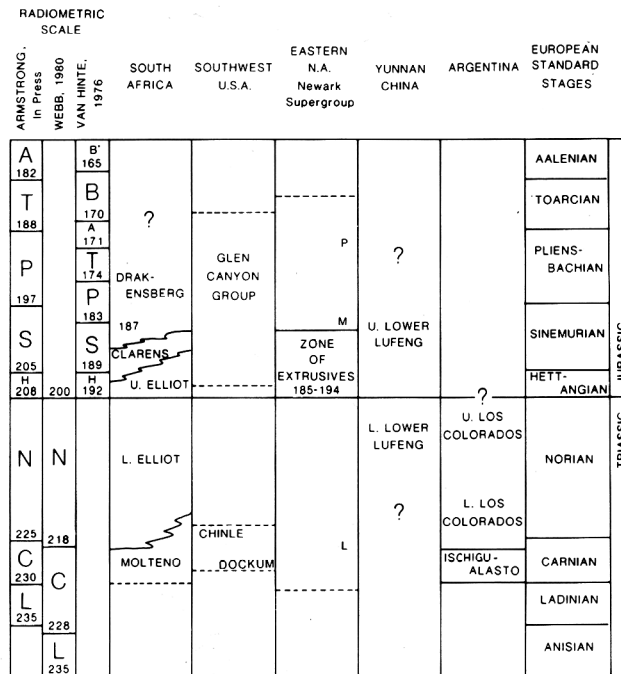 RADIOMETRIC
SCALE
ARMSTRONG,
In Press
WEBB, 1980
VAN HINTE,
1976
SOUTH
AFRICA
SOUTHWEST
U.S.A.
EASTERN
N.A.
Newark
Supergroup
YUNNAN
CHINA
ARGENTINA
EUROPEAN
STANDARD
STAGES
A
182
T
188
P
197
S
205
H
208
N
225
C
230
L
235
200
N
218
C
228
L
235
B'
165
B
170
A
171
T
174
P
183
S
189
H
192
?
DRAK-
ENSBERG
187
CLARENS
U. ELLIOT
L. ELLIOT
MOLTENO
GLEN
CANYON
GROUP
CHINLE
DOCKUM
P
M
ZONE
OF
EXTRUSIVES
185-194
L
?
U. LOWER
LUFENG
L. LOWER
LUFENG
?
?
U. LOS
COLORADOS
L. LOS
COLORADOS
ISCHIGU-
ALASTO
AALENIAN
TOARCIAN
PLIENS-
BACHIAN
SINEMURIAN
HETT-
ANGIAN
NORIAN
CARNIAN
LADINIAN
ANISIAN
JURASSIC
TRIASSIC